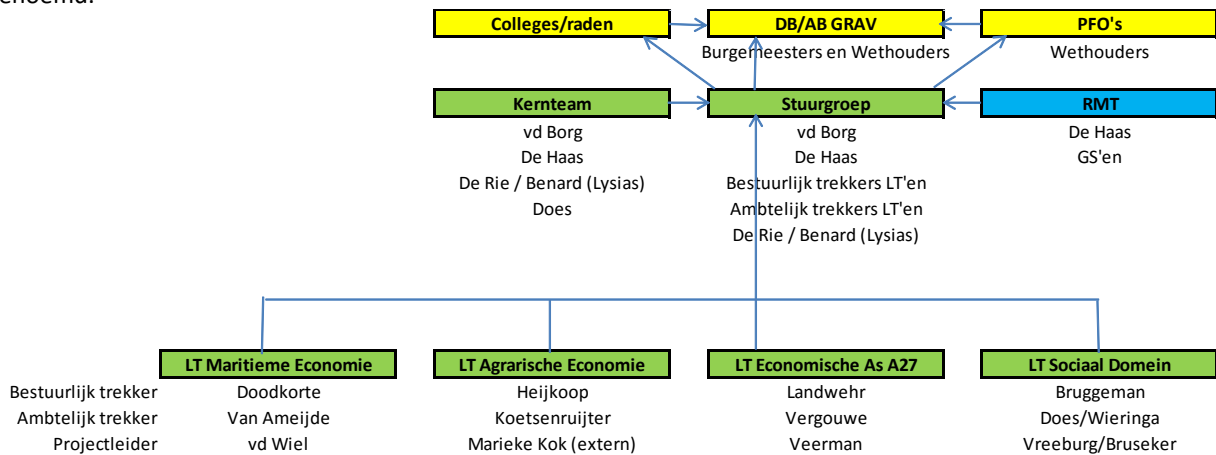 Colleges/raden DB/AB GRAV PFO's
Burgemeesters en Wethouders Wethouders
Kernteam Stuurgroep RMT
vd Borg vd Borg De Haas
De Haas De Haas GS'en
De Rie / Benard (Lysias) Bestuurlijk trekkers LT'en
Does Ambtelijk trekkers LT'en
De Rie / Benard (Lysias)
LT Maritieme Economie LT Agrarische Economie LT Economische As A27 LT Sociaal Domein
Bestuurlijk trekker Doodkorte Heijkoop Landwehr Bruggeman
Ambtelijk trekker Van Ameijde Koetsenruijter Vergouwe Does/Wieringa
Projectleider vd Wiel Marieke Kok (extern) Veerman Vreeburg/Bruseker